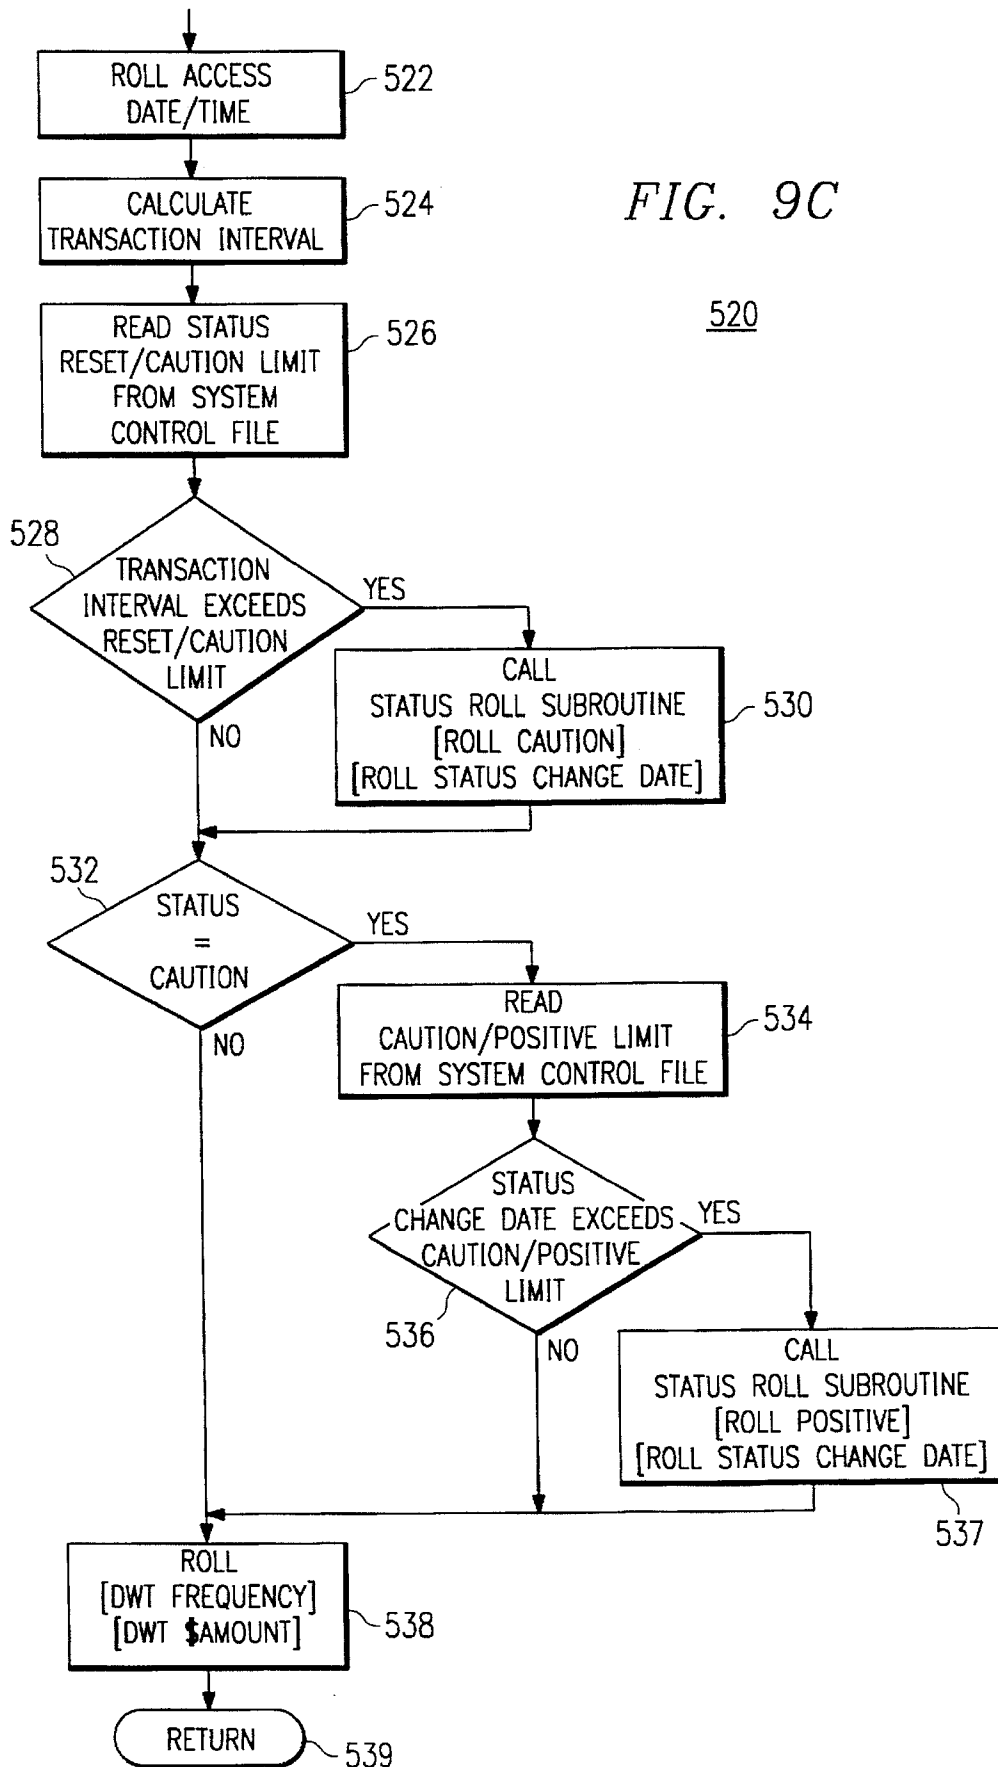 ROLL ACCESS
DATE/TIME
522
CALCULATE
TRANSACTION INTERVAL
524
FIG. 9C
520
READ STATUS
RESET/CAUTION LIMIT
FROM SYSTEM
CONTROL FILE
526
528
TRANSACTION
INTERVAL EXCEEDS
RESET/CAUTION
LIMIT
YES
NO
CALL
STATUS ROLL SUBROUTINE
[ROLL CAUTION]
[ROLL STATUS CHANGE DATE]
530
532
STATUS
=
CAUTION
YES
NO
READ
CAUTION/POSITIVE LIMIT
FROM SYSTEM CONTROL FILE
534
STATUS
CHANGE DATE EXCEEDS
CAUTION/POSITIVE
LIMIT
YES
536
NO
CALL
STATUS ROLL SUBROUTINE
[ROLL POSITIVE]
[ROLL STATUS CHANGE DATE]
537
ROLL
[DWT FREQUENCY]
[DWT $AMOUNT]
538
RETURN
539